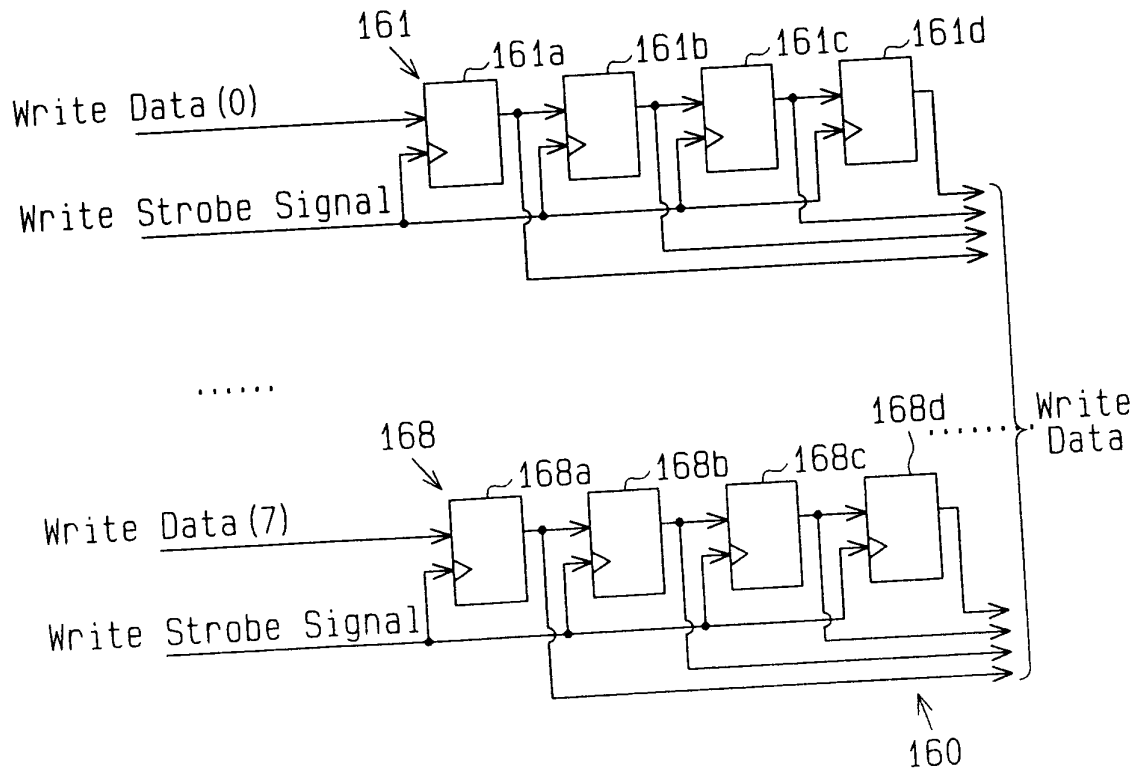 161
161a
161b
161c
161d
Write Data(0)
Write Strobe Signal
......
168
168a
168b
168c
168d
.......
Write
Data
Write Data(7)
Write Strobe Signal
160